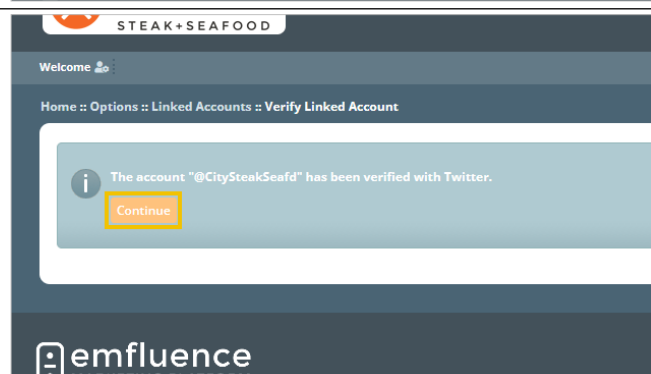 STEAK+SEAFOOD
Welcome
Home :: Options :: Linked Accounts :: Verify Linked Account
The account "@CitySteakSeafd" has been verified with Twitter.
Continue
emfluence